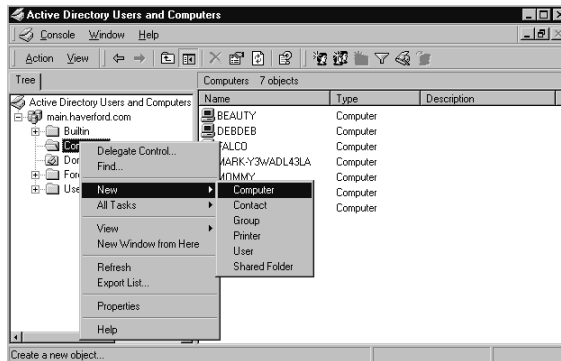 Active Directory Users and Computers
Console Window Help
Action View
Tree
Computers 7 objects
Active Directory Users and Computers
main.haverford.com
Builtin
Name Type Description
BEAUTY Computer
DEBDEB Computer
FALCO Computer
MARK-Y3WADL43LA Computer
MOMMY Computer
Computer
Computer
Delegate Control...
Find...
New
All Tasks
View
New Window from Here
Refresh
Export List...
Properties
Help
Computer
Contact
Group
Printer
User
Shared Folder
Create a new object...